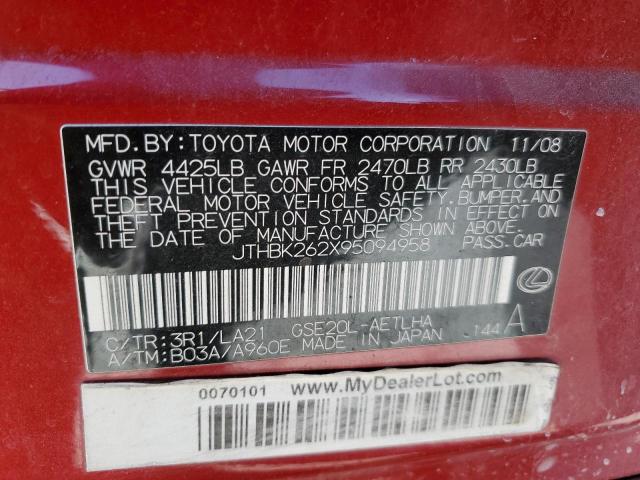 MFD. BY: TOYOTA MOTOR CORPORATION 11/08
GVWR 4425LB GAWR FR 2470LB RR 2430LB
THIS VEHICLE CONFORMS TO ALL APPLICABLE
FEDERAL MOTOR VEHICLE SAFETY, BUMPER, AND
THEFT PREVENTION STANDARDS IN EFFECT ON
THE DATE OF MANUFACTURE SHOWN ABOVE.
JTHBK262X95094958 PASS. CAR
C/TR: 3R1/LA21 GSE20L-AETLHA
A/TM: B03A/A960E MADE IN JAPAN 144 A
0070101 www.MyDealerLot.com